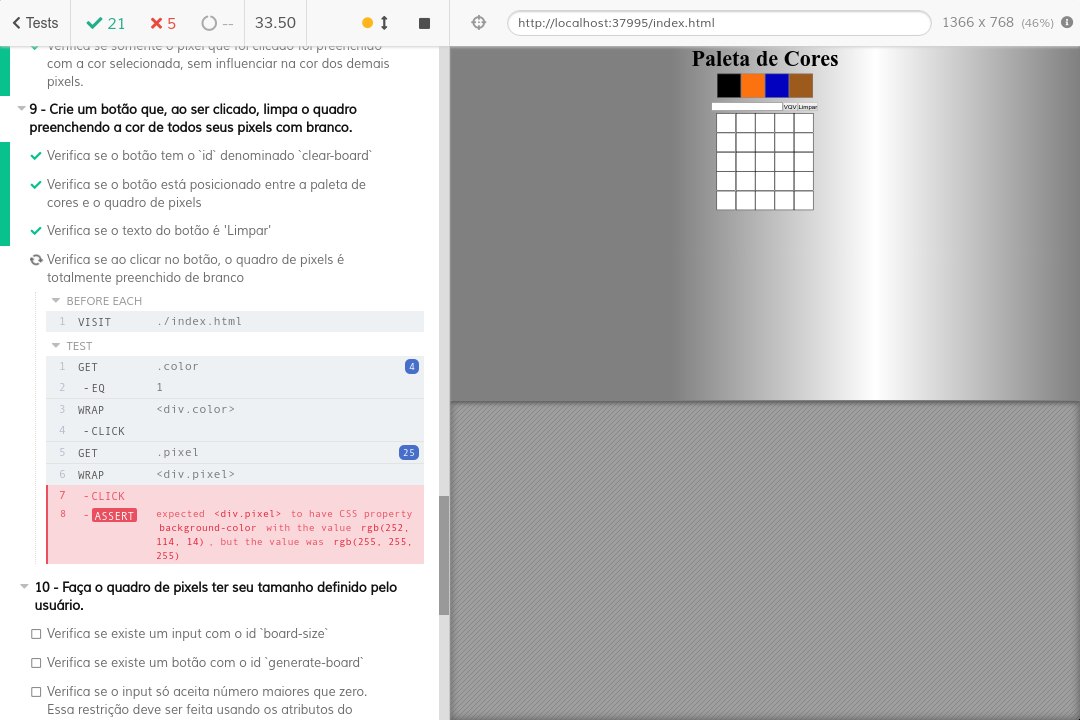 Tests
21
5
--
33.50
http://localhost:37995/index.html
1366 x 768 (46%)
Verifica se somente o pixel que foi clicado foi preenchido
com a cor selecionada, sem influenciar na cor dos demais
pixels.
9 - Crie um botão que, ao ser clicado, limpa o quadro
preenchendo a cor de todos seus pixels com branco.
Verifica se o botão tem o `id` denominado `clear-board`
Verifica se o botão está posicionado entre a paleta de
cores e o quadro de pixels
Verifica se o texto do botão é 'Limpar'
Verifica se ao clicar no botão, o quadro de pixels é
totalmente preenchido de branco
BEFORE EACH
1 VISIT ./index.html
TEST
1 GET .color 4
2 - EQ 1
3 WRAP <div.color>
4 - CLICK
5 GET .pixel 25
6 WRAP <div.pixel>
7 - CLICK
8 - ASSERT expected <div.pixel> to have CSS property
background-color with the value rgb(252,
114, 14) , but the value was rgb(255, 255,
255)
10 - Faça o quadro de pixels ter seu tamanho definido pelo
usuário.
Verifica se existe um input com o id `board-size`
Verifica se existe um botão com o id `generate-board`
Verifica se o input só aceita número maiores que zero.
Essa restrição deve ser feita usando os atributos do
Paleta de Cores
VQV Limpar